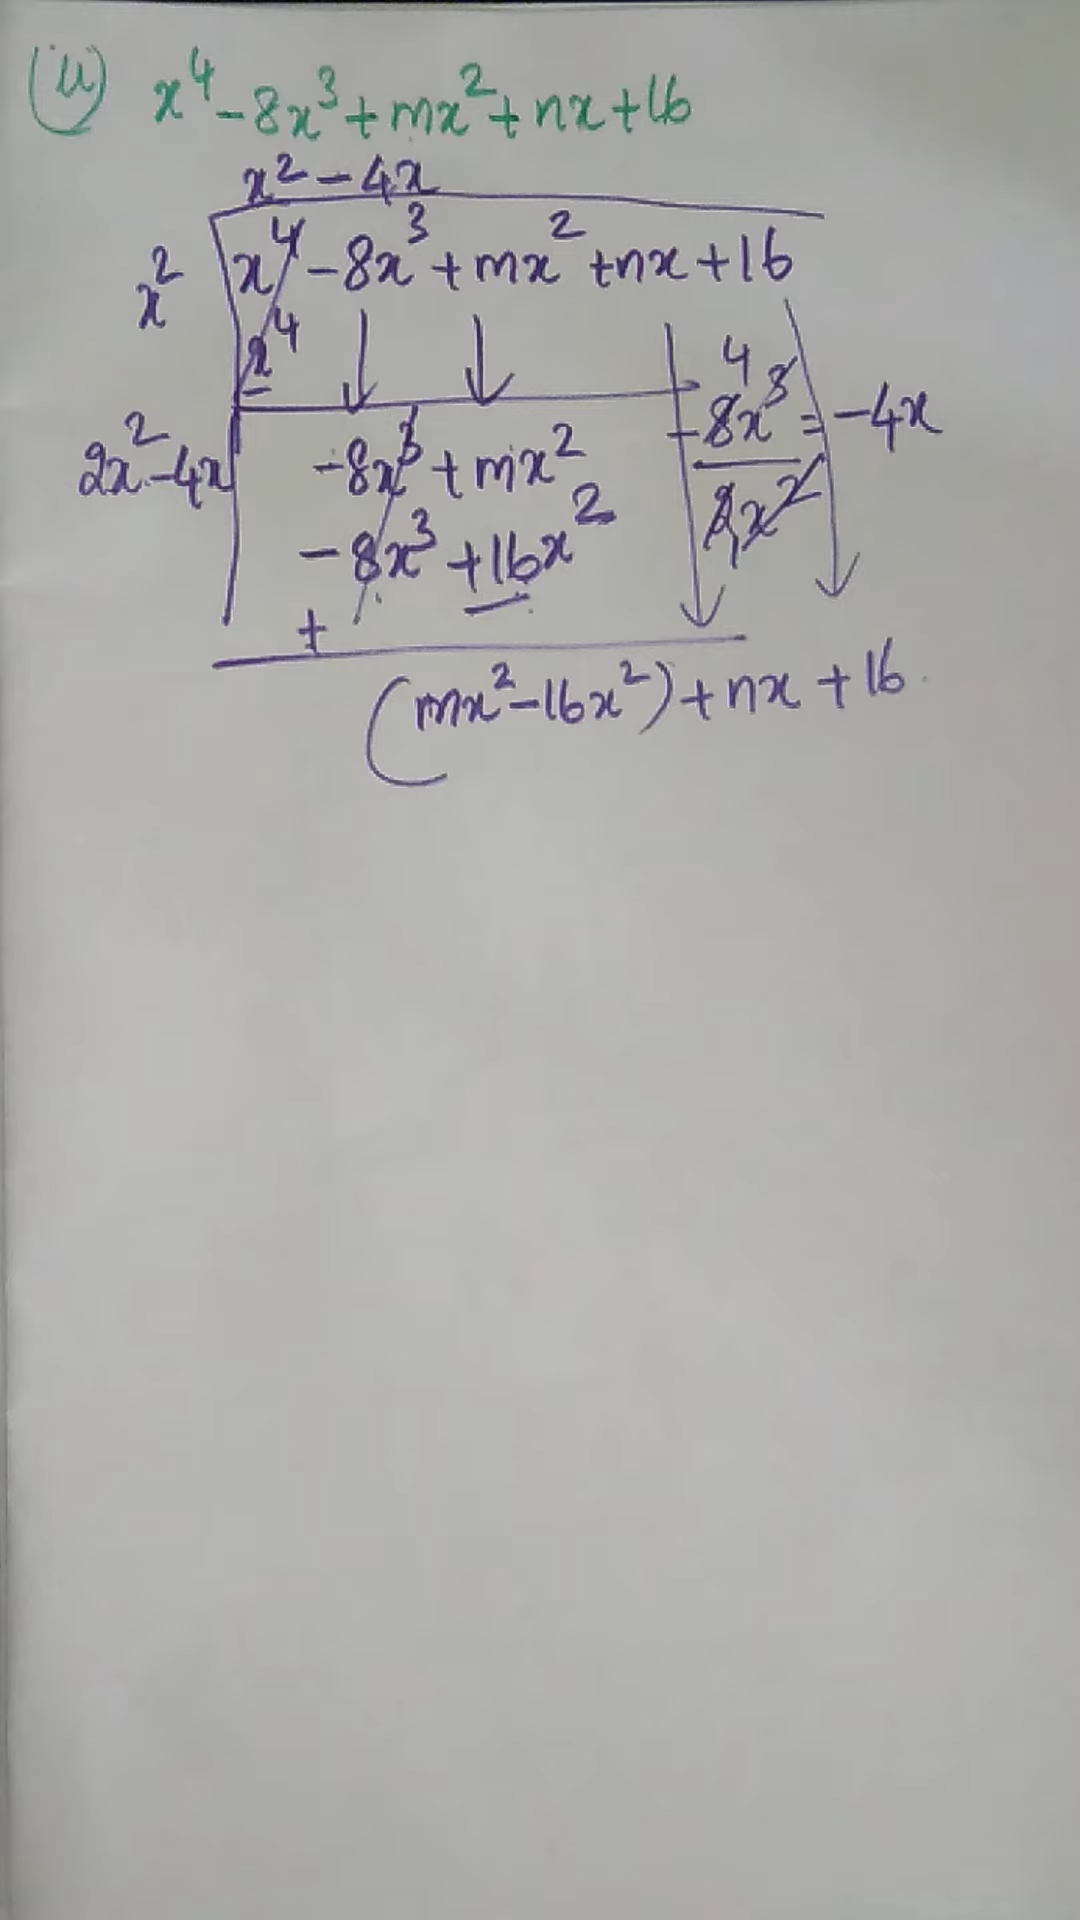 (ii) x⁴-8x³+mx²+nx+16
x²-4x
x² x⁴-8x³+mx²+nx+16
x⁴
2x²-4x -8x³+mx² -8x³/2x² = -4x
4
-8x³+16x²
+ -
(mx²-16x²)+nx+16